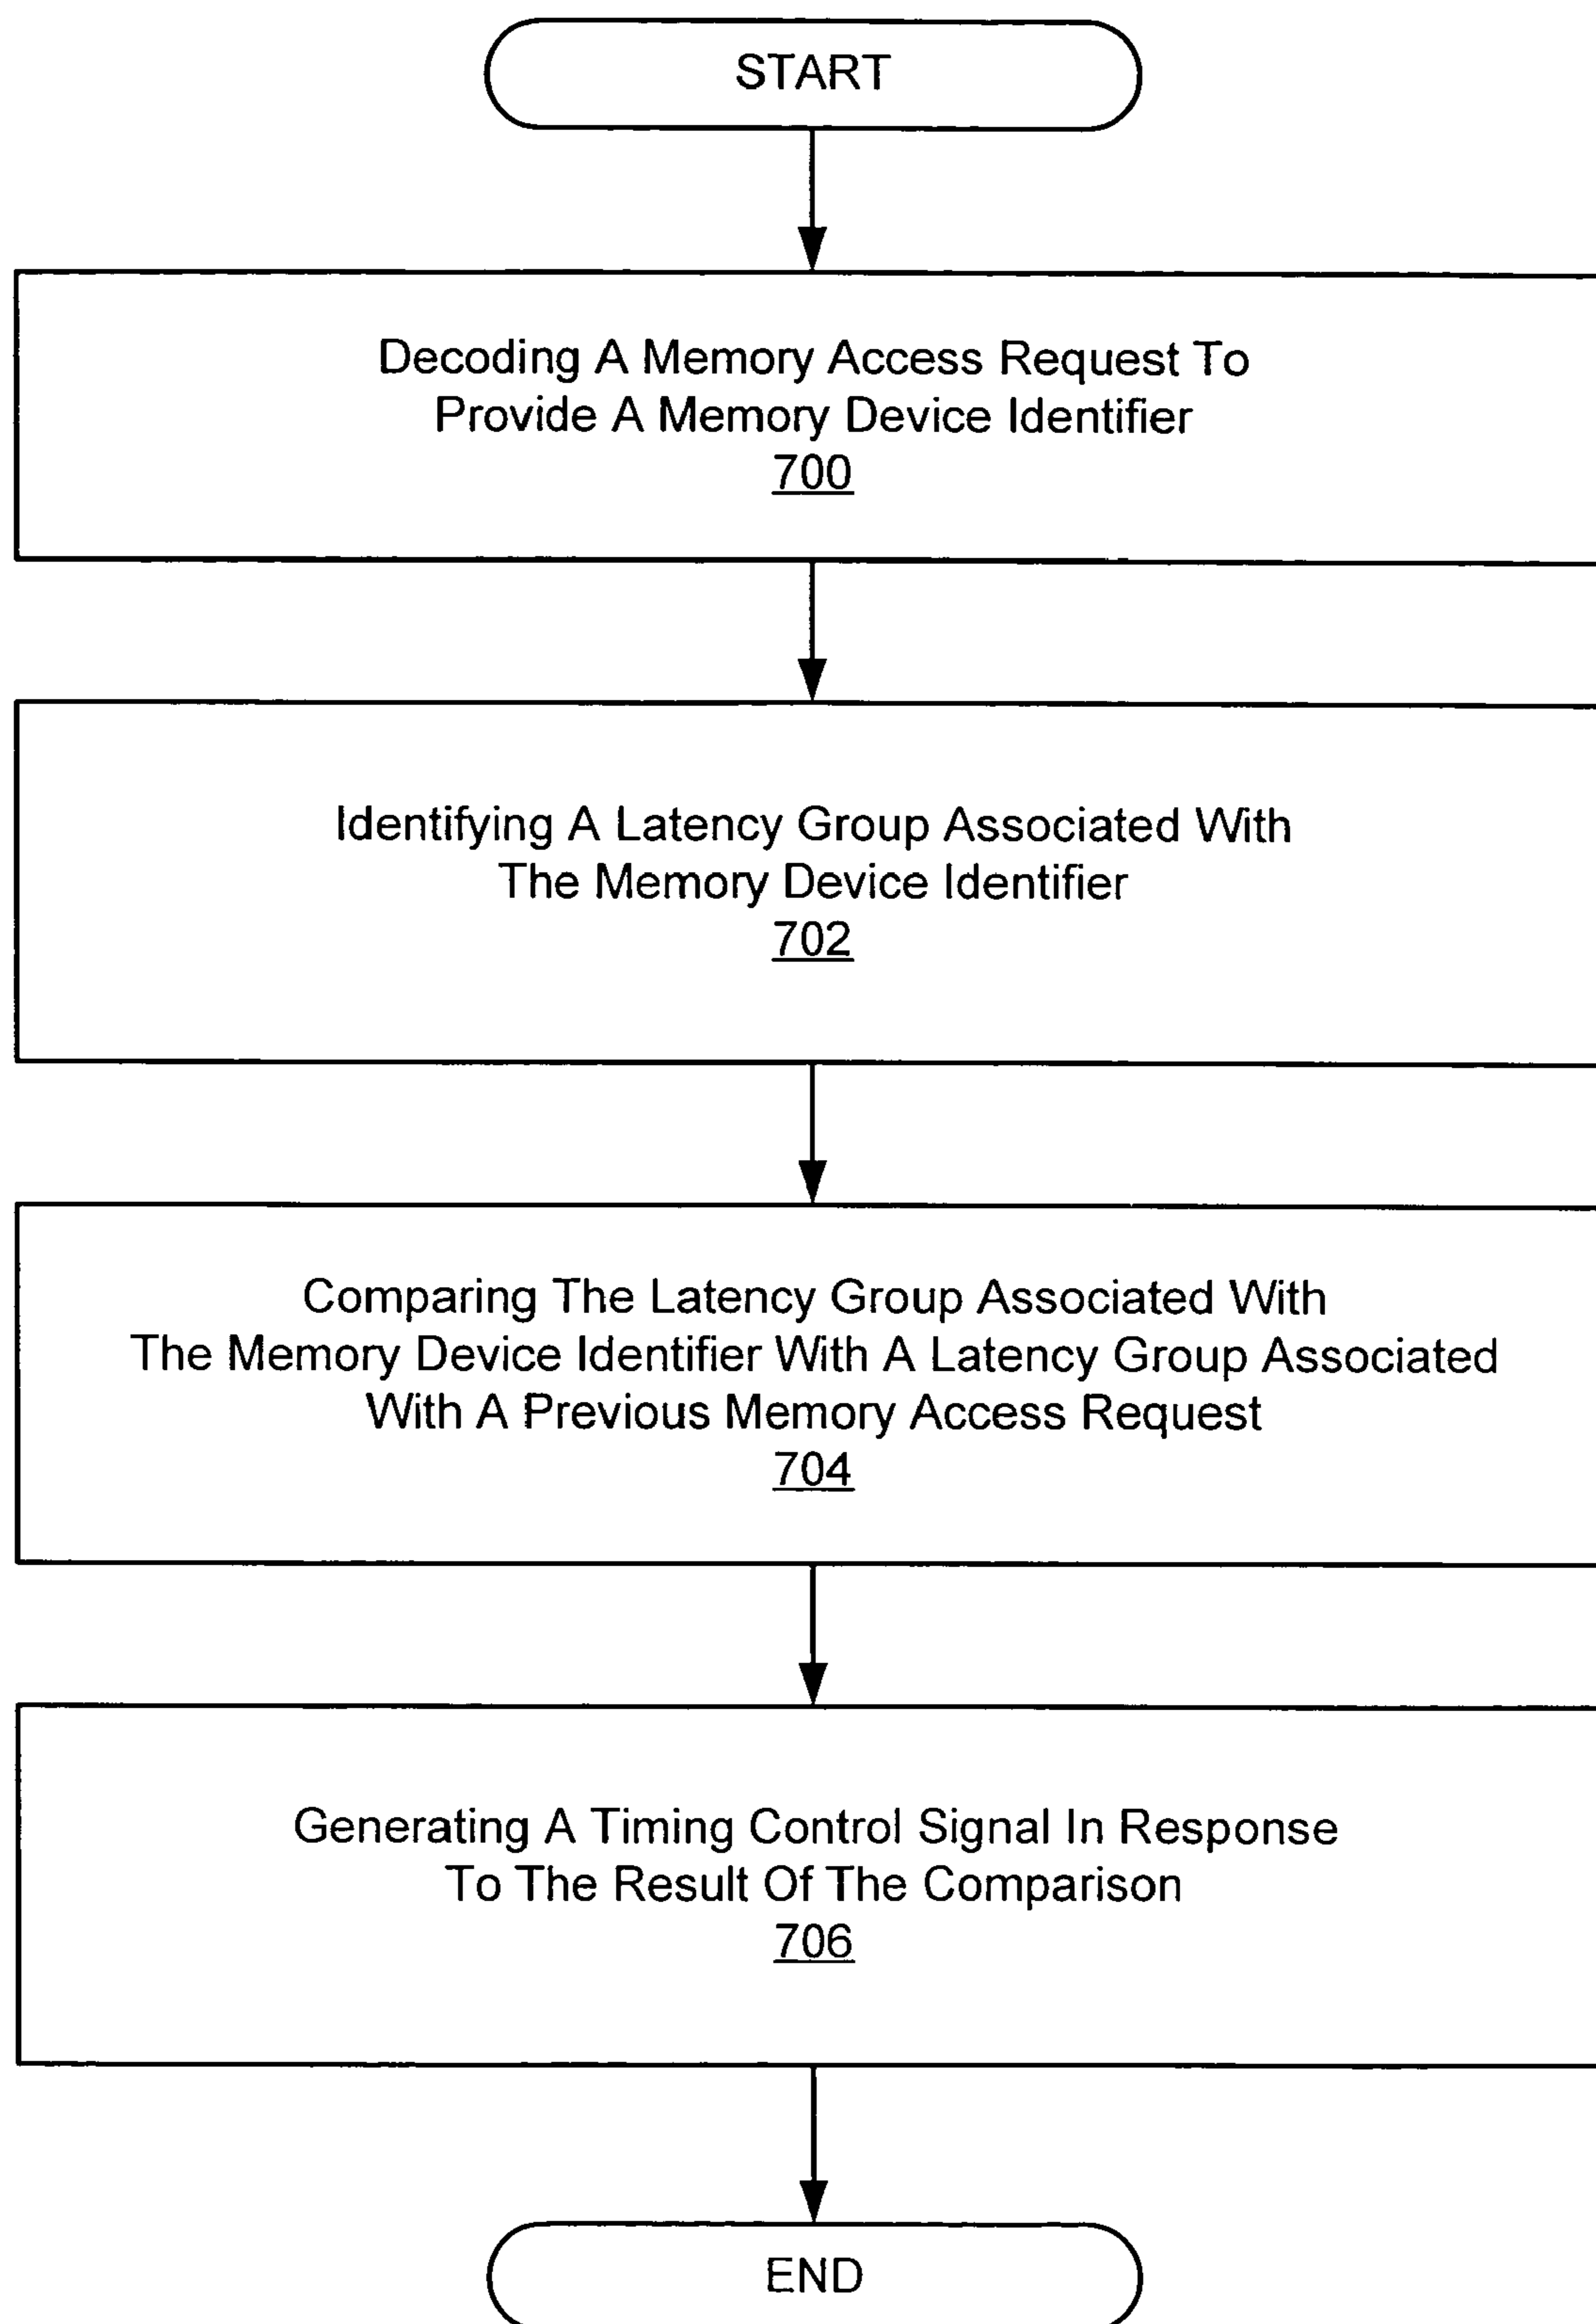 START
Decoding A Memory Access Request To
Provide A Memory Device Identifier
700
Identifying A Latency Group Associated With
The Memory Device Identifier
702
Comparing The Latency Group Associated With
The Memory Device Identifier With A Latency Group Associated
With A Previous Memory Access Request
704
Generating A Timing Control Signal In Response
To The Result Of The Comparison
706
END